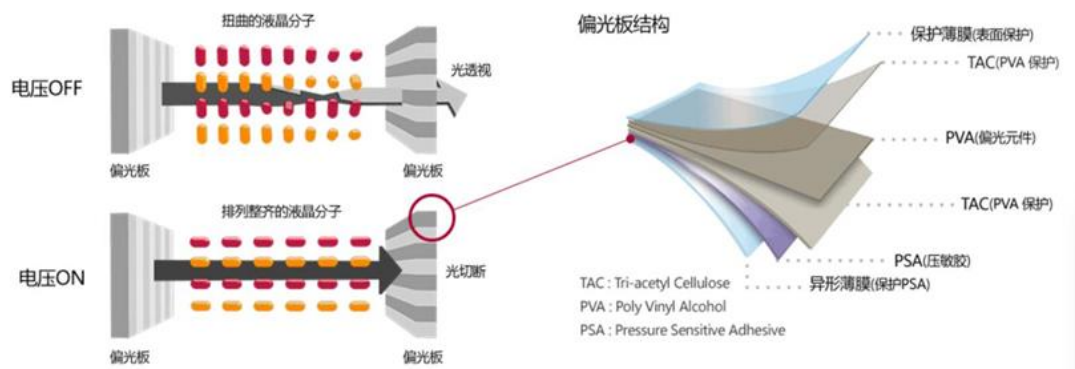 扭曲的液晶分子
电压OFF
光透视
偏光板
偏光板
排列整齐的液晶分子
电压ON
光切断
偏光板
偏光板
偏光板结构
保护薄膜(表面保护)
TAC(PVA 保护)
PVA(偏光元件)
TAC(PVA 保护)
PSA(压敏胶)
异形薄膜(保护PSA)
TAC : Tri-acetyl Cellulose
PVA : Poly Vinyl Alcohol
PSA : Pressure Sensitive Adhesive